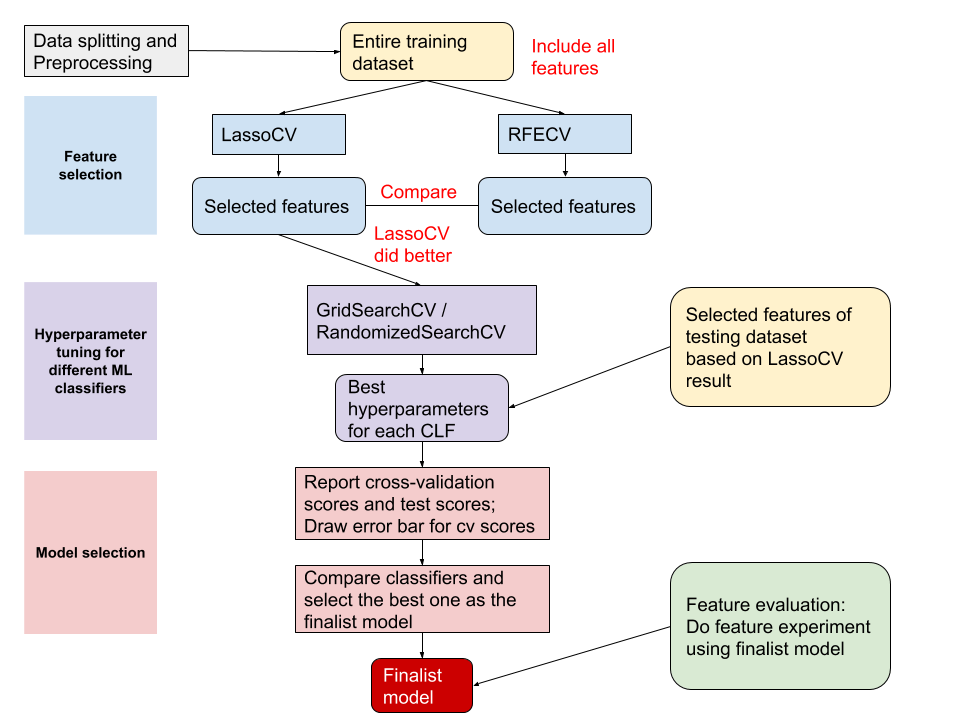 Data splitting and
Preprocessing
Entire training
dataset
Include all
features
Feature
selection
LassoCV
RFECV
Selected features
Compare
Selected features
LassoCV
did better
Hyperparameter
tuning for
different ML
classifiers
GridSearchCV /
RandomizedSearchCV
Selected features of
testing dataset
based on LassoCV
result
Best
hyperparameters
for each CLF
Model selection
Report cross-validation
scores and test scores;
Draw error bar for cv scores
Compare classifiers and
select the best one as the
finalist model
Feature evaluation:
Do feature experiment
using finalist model
Finalist
model